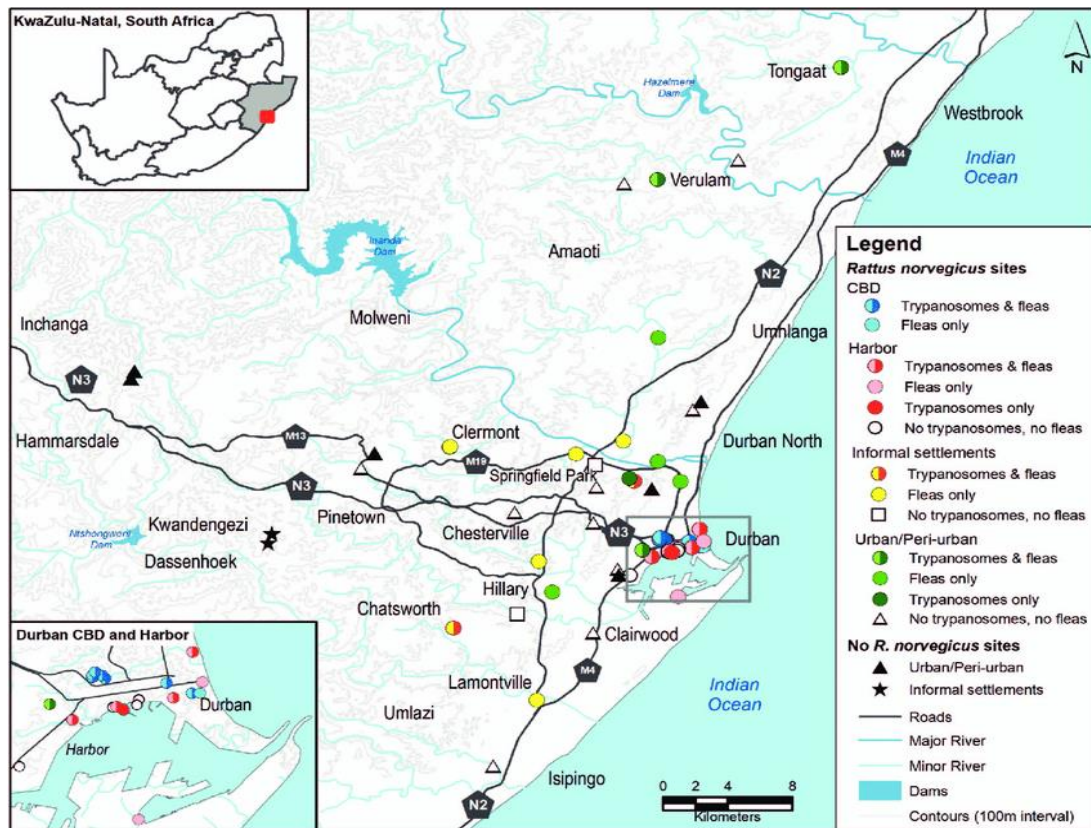 KwaZulu-Natal, South Africa
N
Tongaat
Hazelmere
Dam
Westbrook
M4
Indian
Ocean
Verulam
Amaoti
Inanda
Dam
N2
Molweni
Umhlanga
Inchanga
N3
Hammarsdale
M13
Clermont
M19
Springfield Park
Durban North
N3
Pinetown
Chesterville
N3
Durban
Kwandengezi
Ntshongweni
Dam
Dassenhoek
Hillary
Chatsworth
Clairwood
M4
Lamontville
Umlazi
Indian
Ocean
Isipingo
N2
0 2 4 8
Kilometers
Durban CBD and Harbor
Durban
Harbor
Legend
Rattus norvegicus sites
CBD
Trypanosomes & fleas
Fleas only
Harbor
Trypanosomes & fleas
Fleas only
Trypanosomes only
No trypanosomes, no fleas
Informal settlements
Trypanosomes & fleas
Fleas only
No trypanosomes, no fleas
Urban/Peri-urban
Trypanosomes & fleas
Fleas only
Trypanosomes only
No trypanosomes, no fleas
No R. norvegicus sites
Urban/Peri-urban
Informal settlements
Roads
Major River
Minor River
Dams
Contours (100m interval)